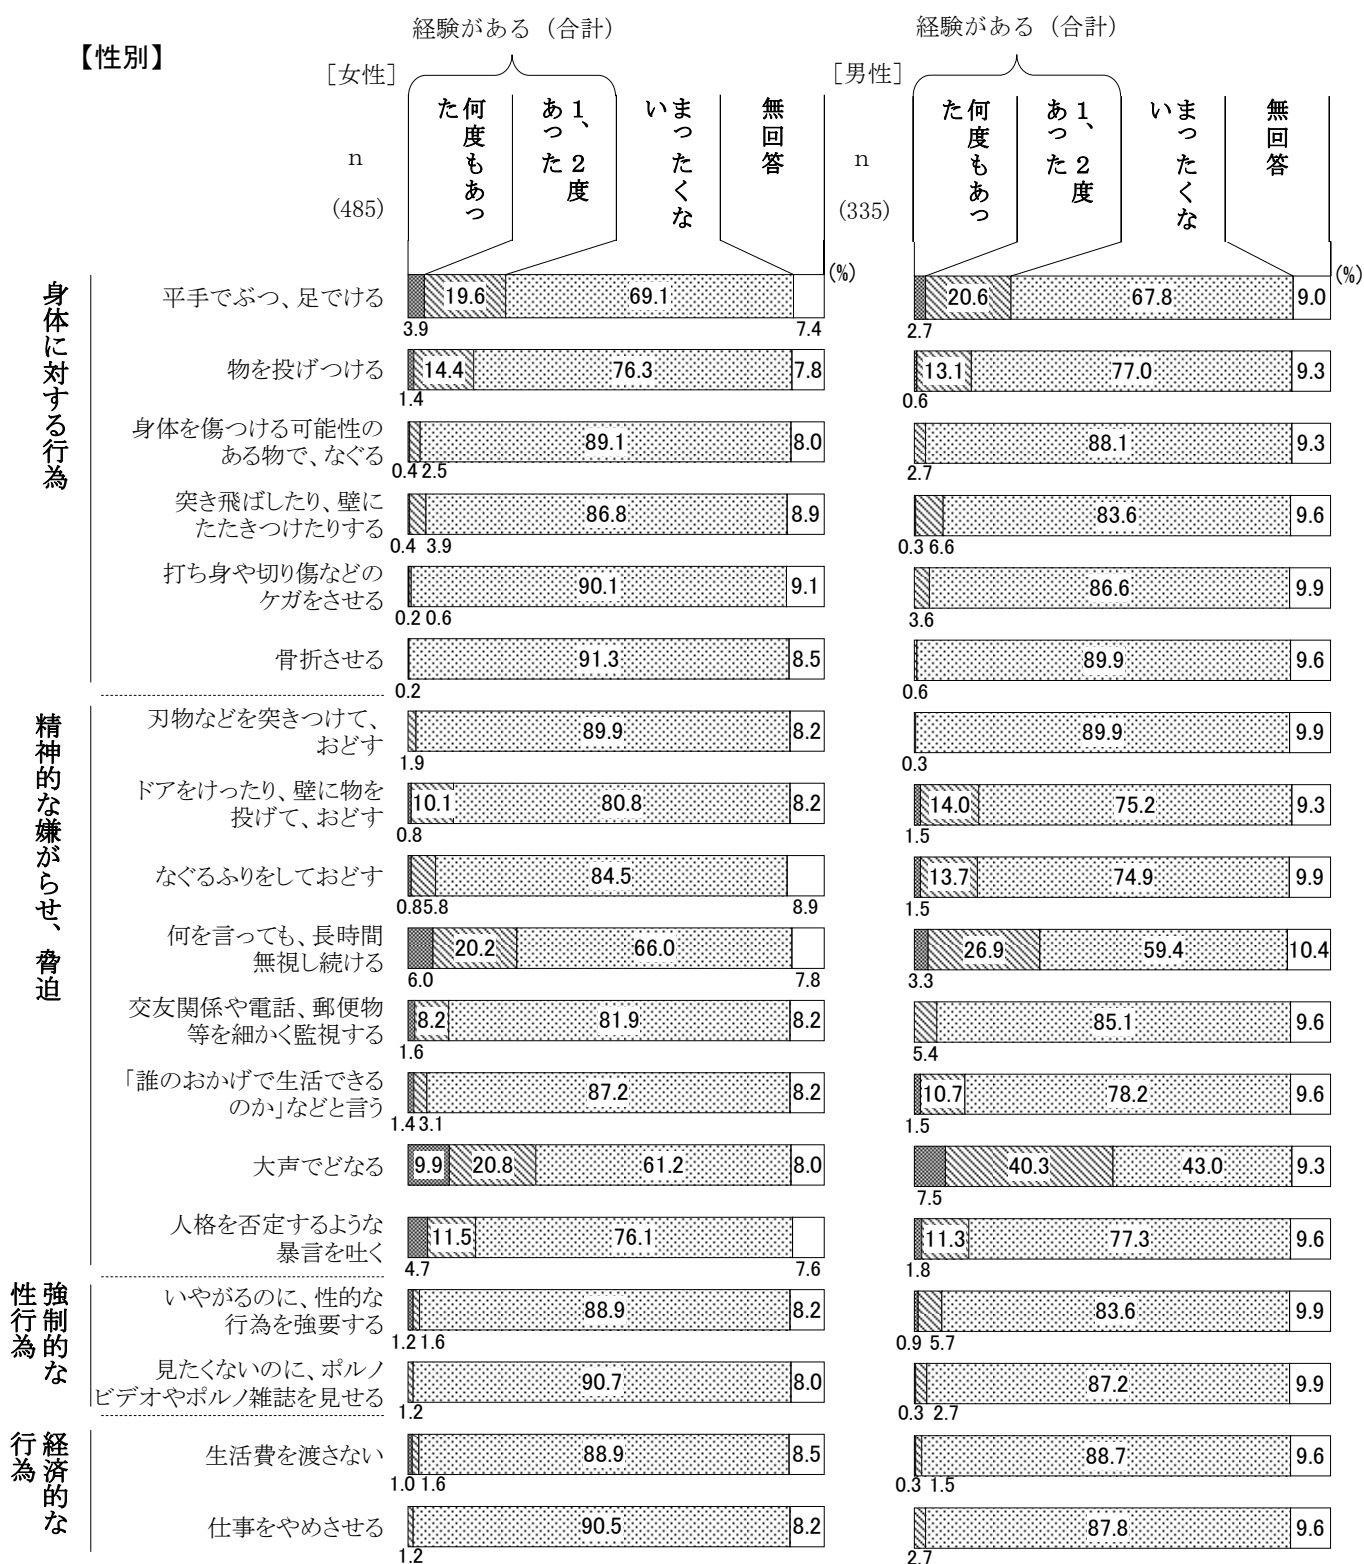 【性別】
経験がある（合計）
経験がある（合計）
［女性］
［男性］
何度もあった
1、2度あった
まったくない
無回答
何度もあった
1、2度あった
まったくない
無回答
n
(485)
n
(335)
(%)
(%)
身体に対する行為
平手でぶつ、足でける
3.9 19.6 69.1 7.4
2.7 20.6 67.8 9.0
物を投げつける
1.4 14.4 76.3 7.8
0.6 13.1 77.0 9.3
身体を傷つける可能性の
ある物で、なぐる
0.4 2.5 89.1 8.0
2.7 88.1 9.3
突き飛ばしたり、壁に
たたきつけたりする
0.4 3.9 86.8 8.9
0.3 6.6 83.6 9.6
打ち身や切り傷などの
ケガをさせる
0.2 0.6 90.1 9.1
3.6 86.6 9.9
骨折させる
0.2 91.3 8.5
0.6 89.9 9.6
精神的な嫌がらせ、脅迫
刃物などを突きつけて、
おどす
1.9 89.9 8.2
0.3 89.9 9.9
ドアをけったり、壁に物を
投げて、おどす
0.8 10.1 80.8 8.2
1.5 14.0 75.2 9.3
なぐるふりをしておどす
0.8 5.8 84.5 8.9
1.5 13.7 74.9 9.9
何を言っても、長時間
無視し続ける
6.0 20.2 66.0 7.8
3.3 26.9 59.4 10.4
交友関係や電話、郵便物
等を細かく監視する
1.6 8.2 81.9 8.2
5.4 85.1 9.6
「誰のおかげで生活できる
のか」などと言う
1.4 3.1 87.2 8.2
1.5 10.7 78.2 9.6
大声でどなる
9.9 20.8 61.2 8.0
7.5 40.3 43.0 9.3
人格を否定するような
暴言を吐く
4.7 11.5 76.1 7.6
1.8 11.3 77.3 9.6
強制的な
性行為
いやがるのに、性的な
行為を強要する
1.2 1.6 88.9 8.2
0.9 5.7 83.6 9.9
見たくないのに、ポルノ
ビデオやポルノ雑誌を見せる
1.2 90.7 8.0
0.3 2.7 87.2 9.9
経済的な
行為
生活費を渡さない
1.0 1.6 88.9 8.5
0.3 1.5 88.7 9.6
仕事をやめさせる
1.2 90.5 8.2
2.7 87.8 9.6